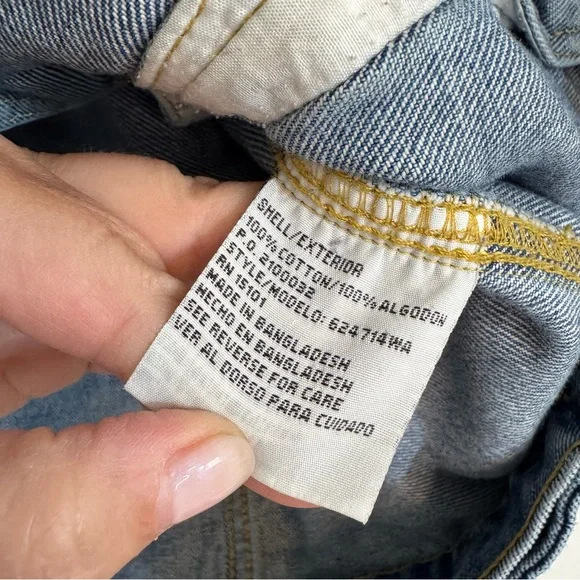 SHELL/EXTERIOR
100% COTTON/100% ALGODON
P.O. 2100032
STYLE/MODELO: 624714WA
RN 15101
MADE IN BANGLADESH
HECHO EN BANGLADESH
SEE REVERSE FOR CARE
VER AL DORSO PARA CUIDADO